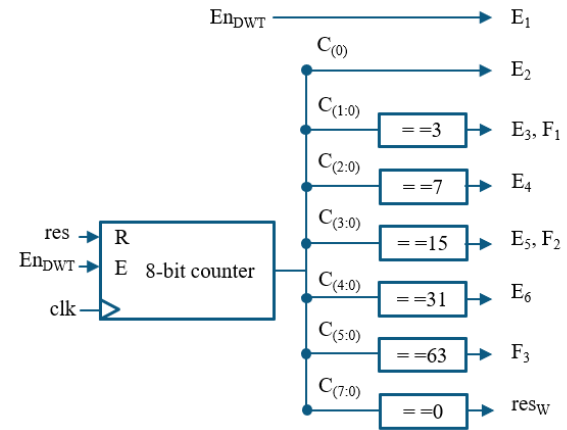 En_DWT E_1
C_(0) E_2
C_(1:0) ==3 E_3, F_1
C_(2:0) ==7 E_4
C_(3:0) ==15 E_5, F_2
res R
En_DWT E 8-bit counter
clk
C_(4:0) ==31 E_6
C_(5:0) ==63 F_3
C_(7:0) ==0 res_W